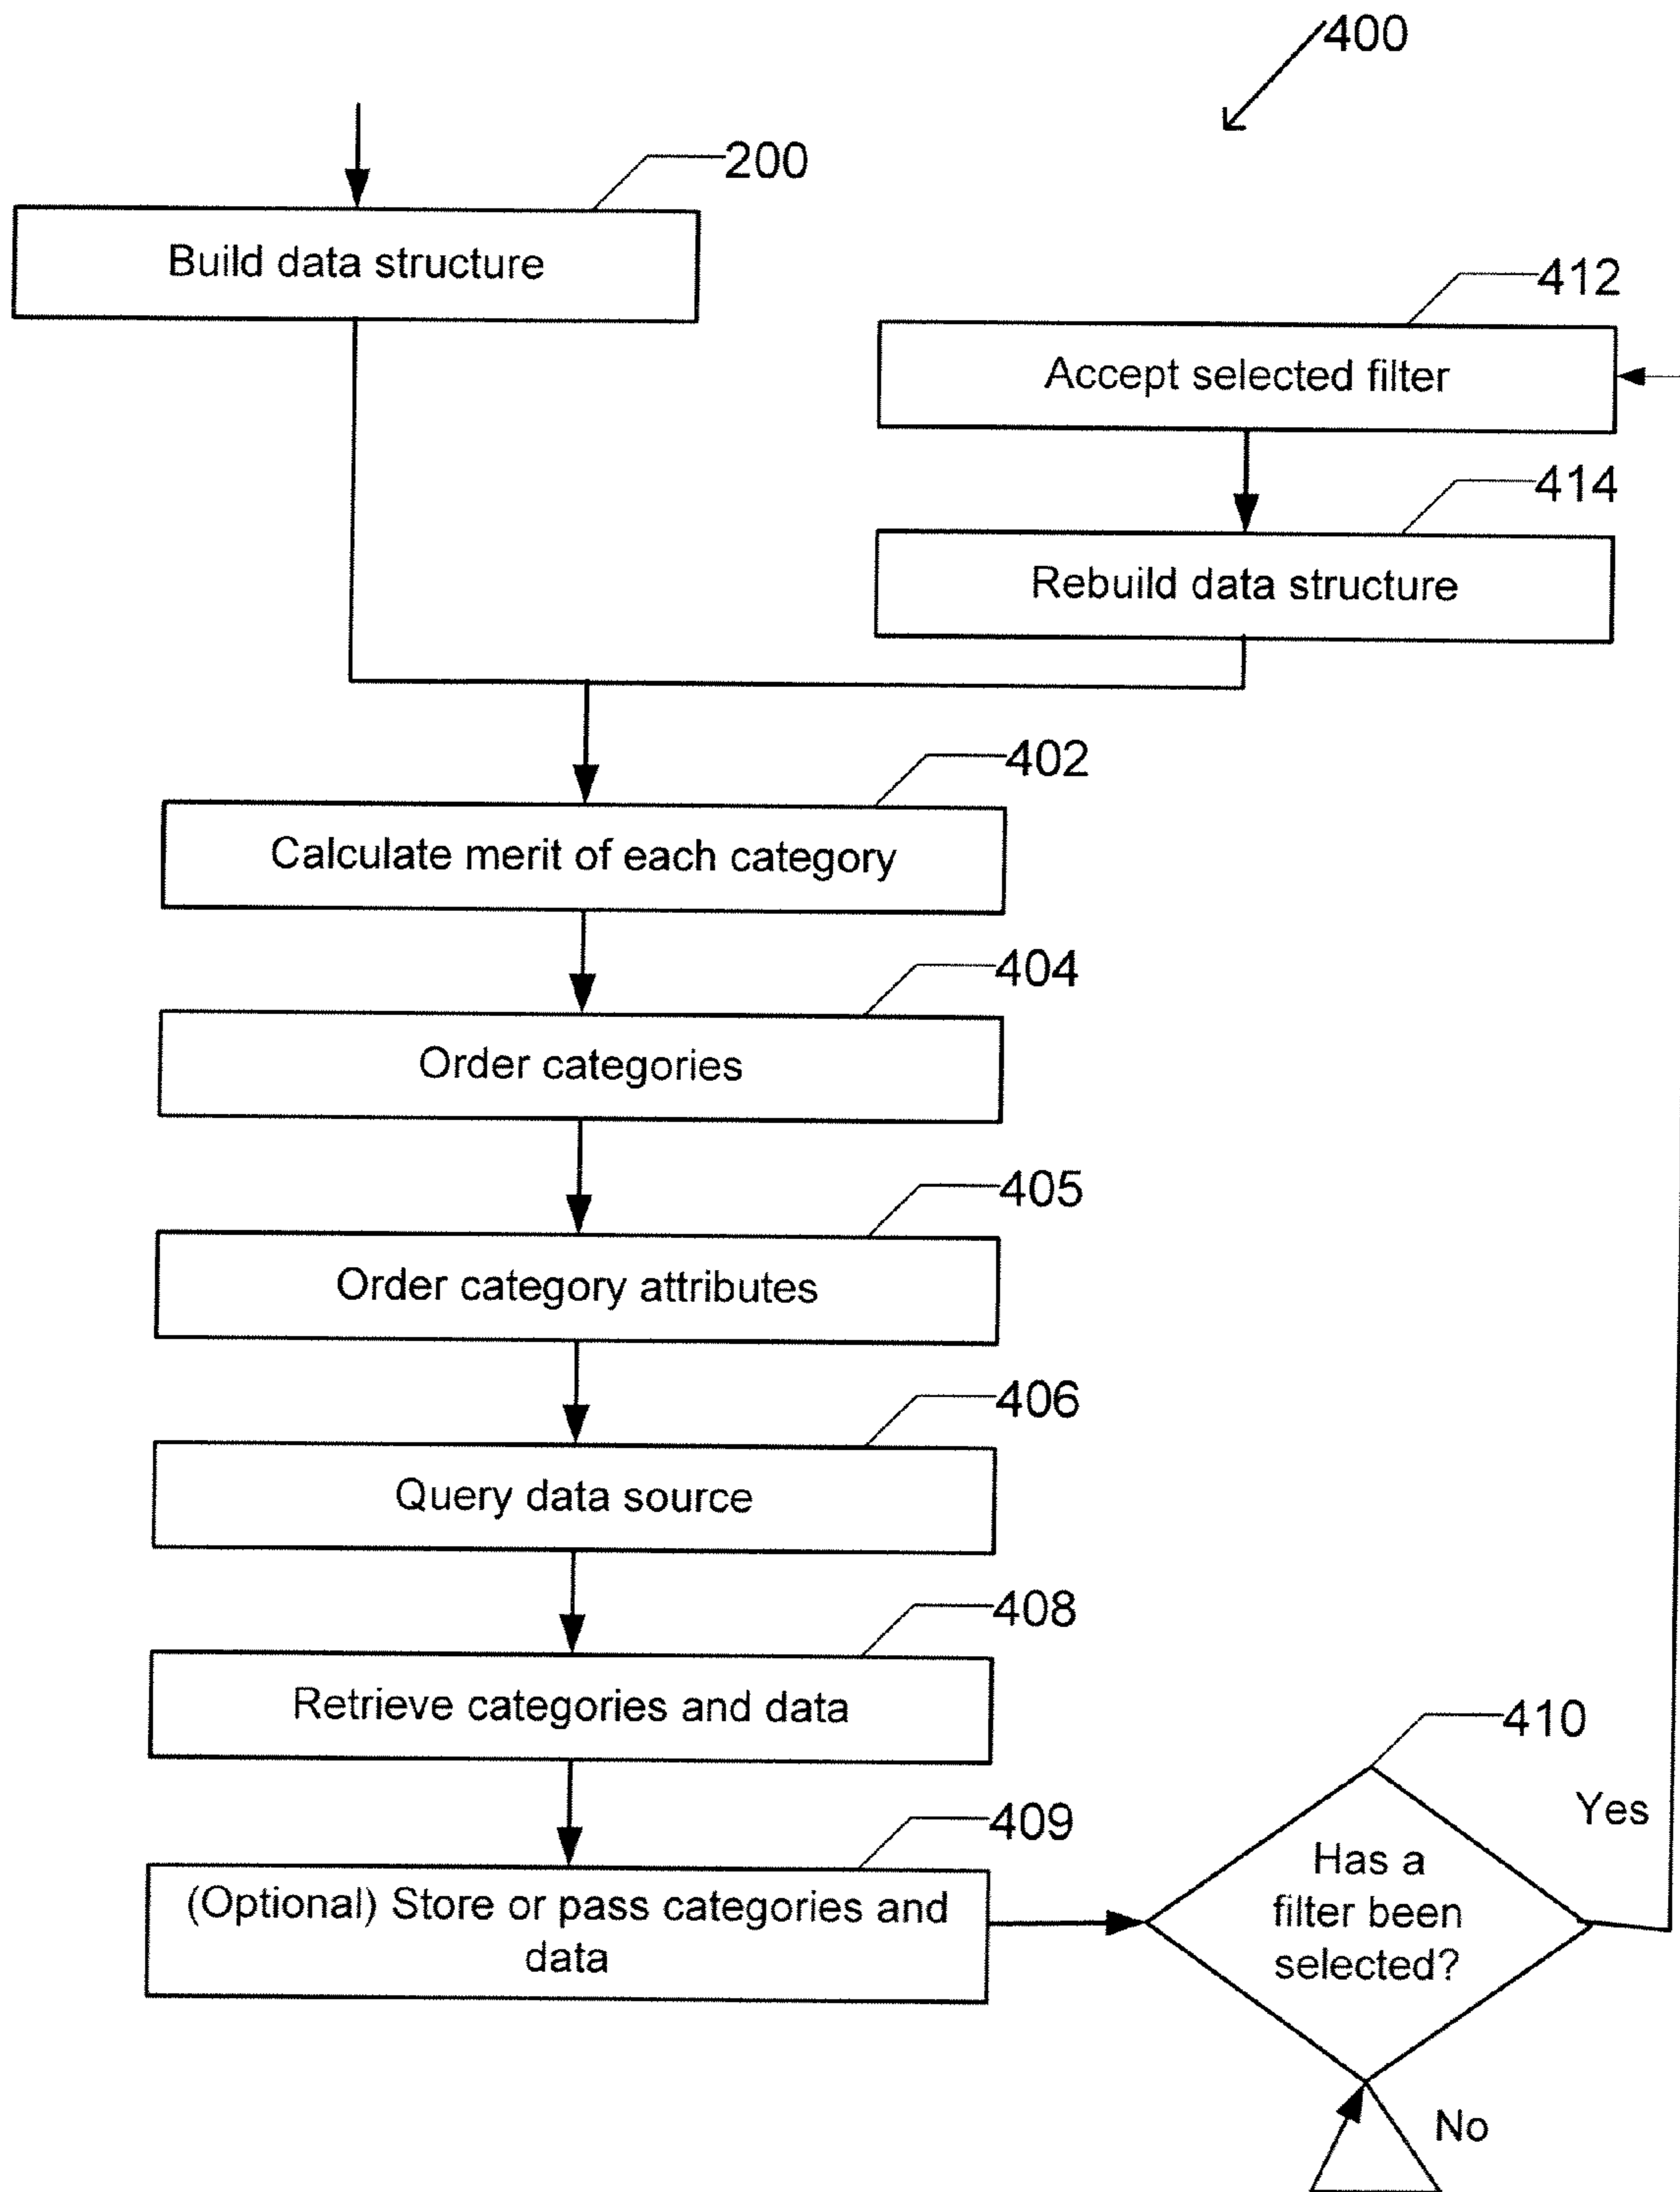 400
200
Build data structure
412
Accept selected filter
414
Rebuild data structure
402
Calculate merit of each category
404
Order categories
405
Order category attributes
406
Query data source
408
Retrieve categories and data
409
(Optional) Store or pass categories and
data
410
Has a
filter been
selected?
Yes
No